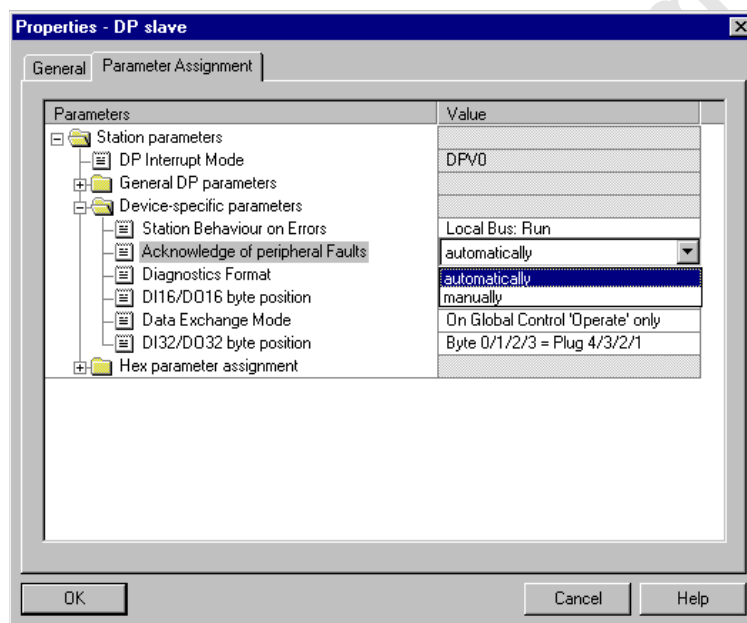 Properties - DP slave
General Parameter Assignment
Parameters Value
Station parameters
DP Interrupt Mode DPV0
General DP parameters
Device-specific parameters
Station Behaviour on Errors Local Bus: Run
Acknowledge of peripheral Faults automatically
Diagnostics Format automatically
DI16/DO16 byte position manually
Data Exchange Mode On Global Control 'Operate' only
DI32/DO32 byte position Byte 0/1/2/3 = Plug 4/3/2/1
Hex parameter assignment
OK Cancel Help